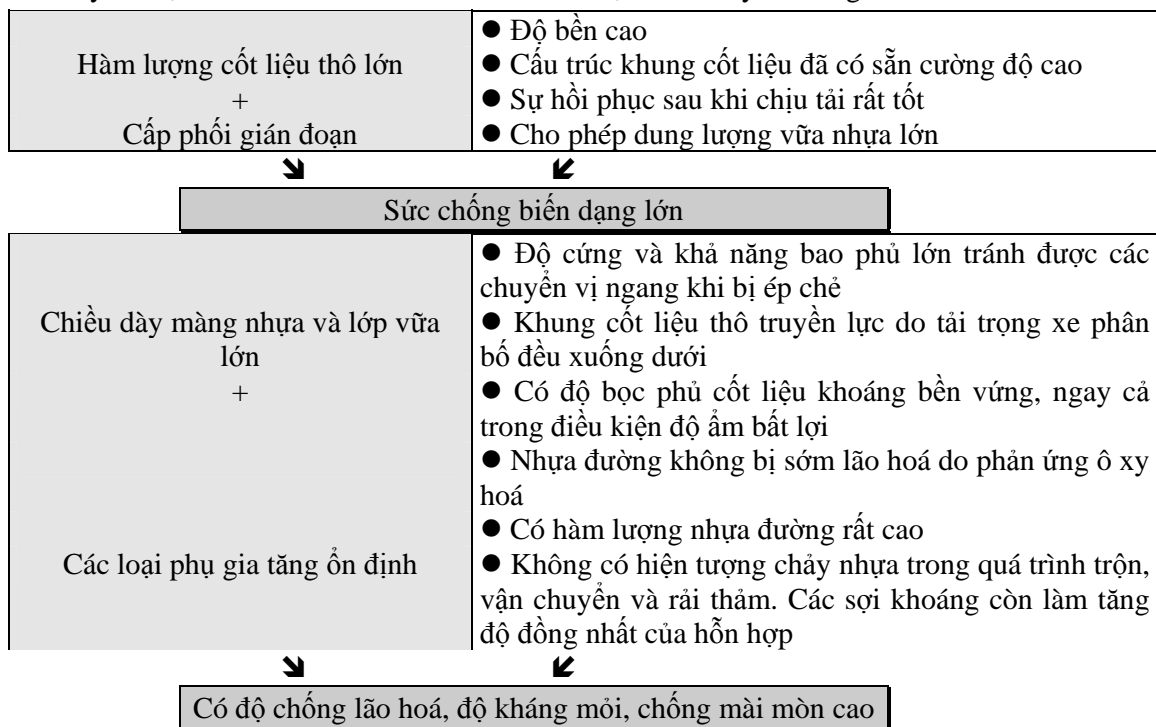 Hàm lượng cốt liệu thô lớn
+
Cấp phối gián đoạn
● Độ bền cao
● Cấu trúc khung cốt liệu đã có sẵn cường độ cao
● Sự hồi phục sau khi chịu tải rất tốt
● Cho phép dung lượng vữa nhựa lớn
Sức chống biến dạng lớn
Chiều dày màng nhựa và lớp vữa
lớn
+
Các loại phụ gia tăng ổn định
● Độ cứng và khả năng bao phủ lớn tránh được các
chuyển vị ngang khi bị ép chẻ
● Khung cốt liệu thô truyền lực do tải trọng xe phân
bố đều xuống dưới
● Có độ bọc phủ cốt liệu khoáng bền vứng, ngay cả
trong điều kiện độ ẩm bất lợi
● Nhựa đường không bị sớm lão hoá do phản ứng ô xy
hoá
● Có hàm lượng nhựa đường rất cao
● Không có hiện tượng chảy nhựa trong quá trình trộn,
vận chuyển và rải thảm. Các sợi khoáng còn làm tăng
độ đồng nhất của hỗn hợp
Có độ chống lão hoá, độ kháng mỏi, chống mài mòn cao